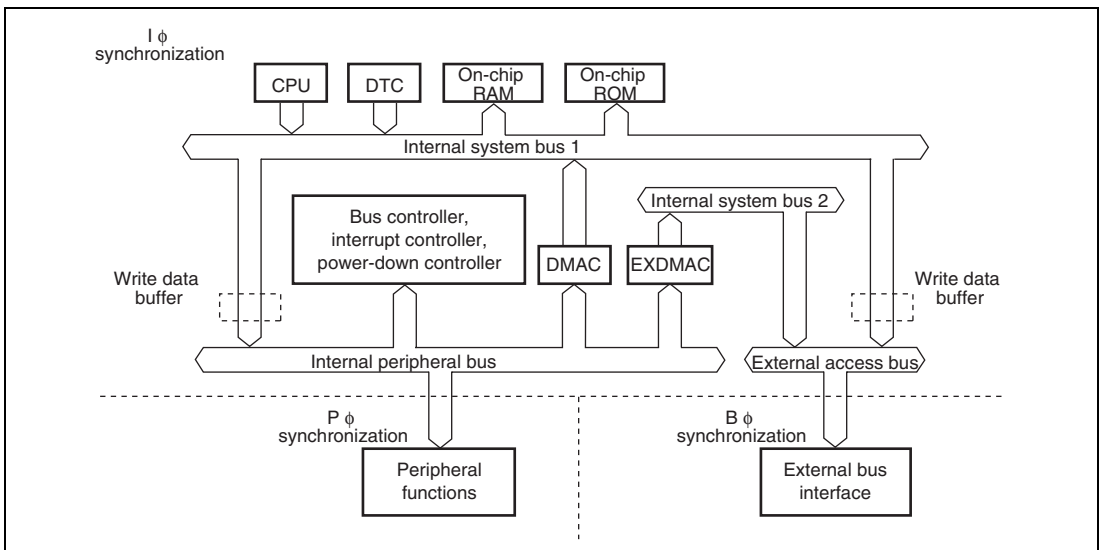 I ϕ
synchronization
CPU
DTC
On-chip
RAM
On-chip
ROM
Internal system bus 1
Internal system bus 2
Bus controller,
interrupt controller,
power-down controller
DMAC
EXDMAC
Write data
buffer
Write data
buffer
Internal peripheral bus
External access bus
P ϕ
synchronization
B ϕ
synchronization
Peripheral
functions
External bus
interface